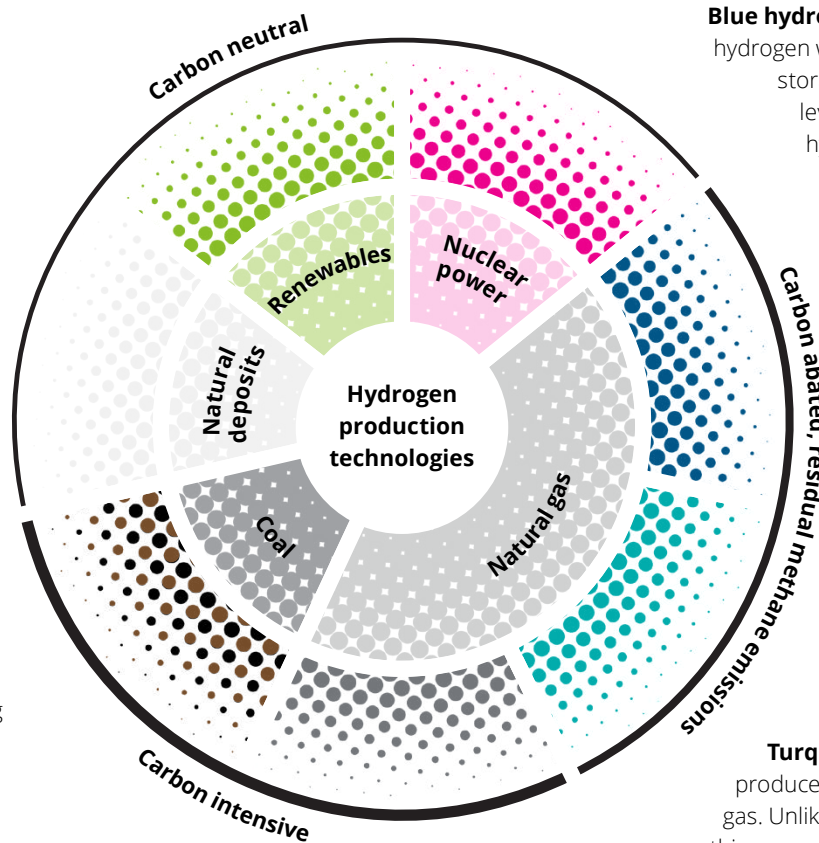 Blue hydro
hydrogen w
stor
lev
h
Carbon neutral
Renewables
Nuclear
power
Natural
deposits
Hydrogen
production
technologies
Natural gas
Coal
Carbon abated, residual methane emissions
Carbon intensive
g
Turq
produce
gas. Unlik